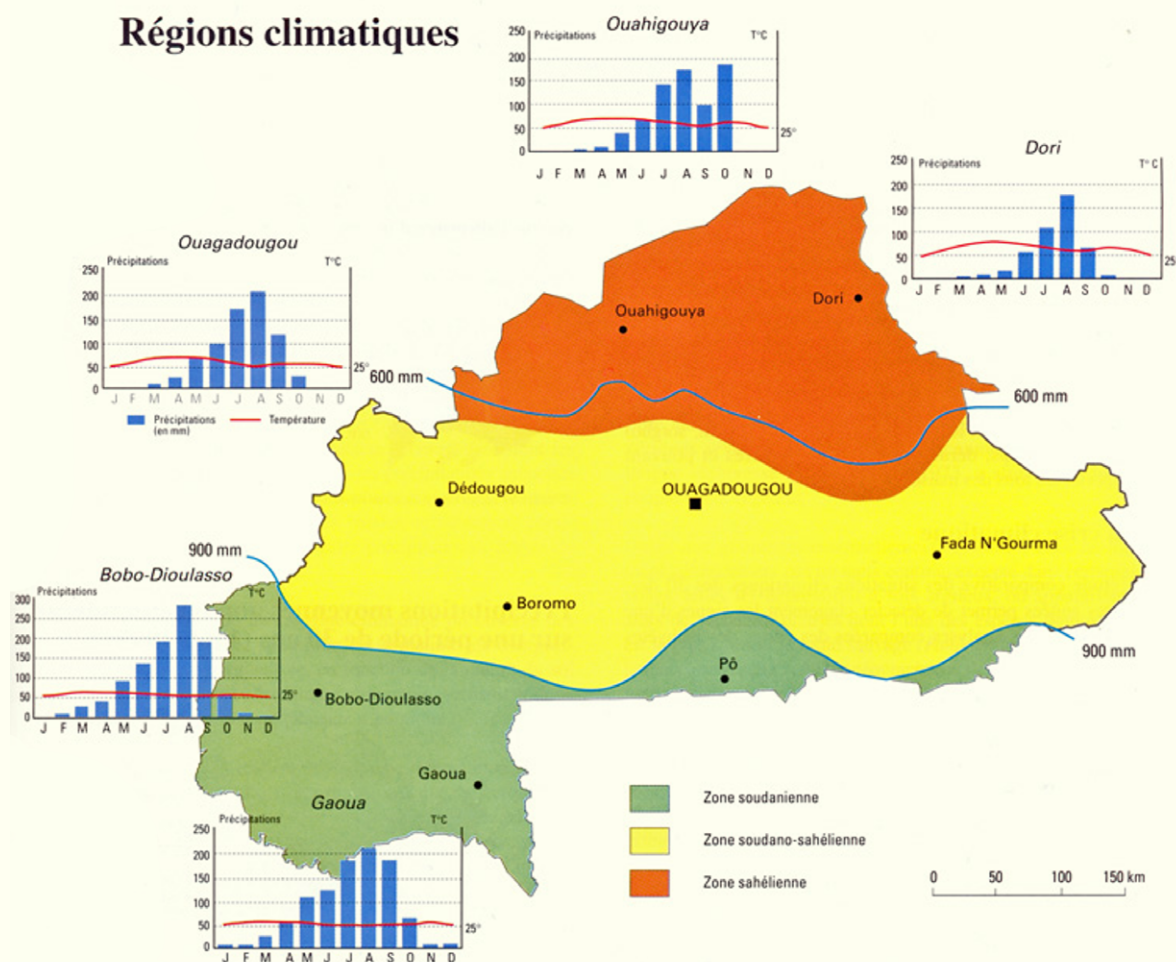 Régions climatiques
Ouahigouya
Précipitations T°C
250
200
150
100
50
0
25°
J F M A M J J A S O N D
Dori
Précipitations T° C
250
200
150
100
50
0
25
J F M A M J J A S O N D
Ouagadougou
Précipitations T°C
250
200
150
100
50
0
25°
J F M A M J J A S O N D
Précipitations
(en mm)
Température
600 mm
600 mm
Ouahigouya
Dori
Dédougou
OUAGADOUGOU
Fada N'Gourma
Boromo
900 mm
900 mm
Pô
Bobo-Dioulasso
Gaoua
Bobo-Dioulasso
Précipitations T°C
300
250
200
150
100
50
0
25°
J F M A M J J A S O N D
Gaoua
Précipitations T°C
250
200
150
100
50
0
25°
J F M A M J J A S O N D
Zone soudanienne
Zone soudano-sahélienne
Zone sahélienne
0 50 100 150 km